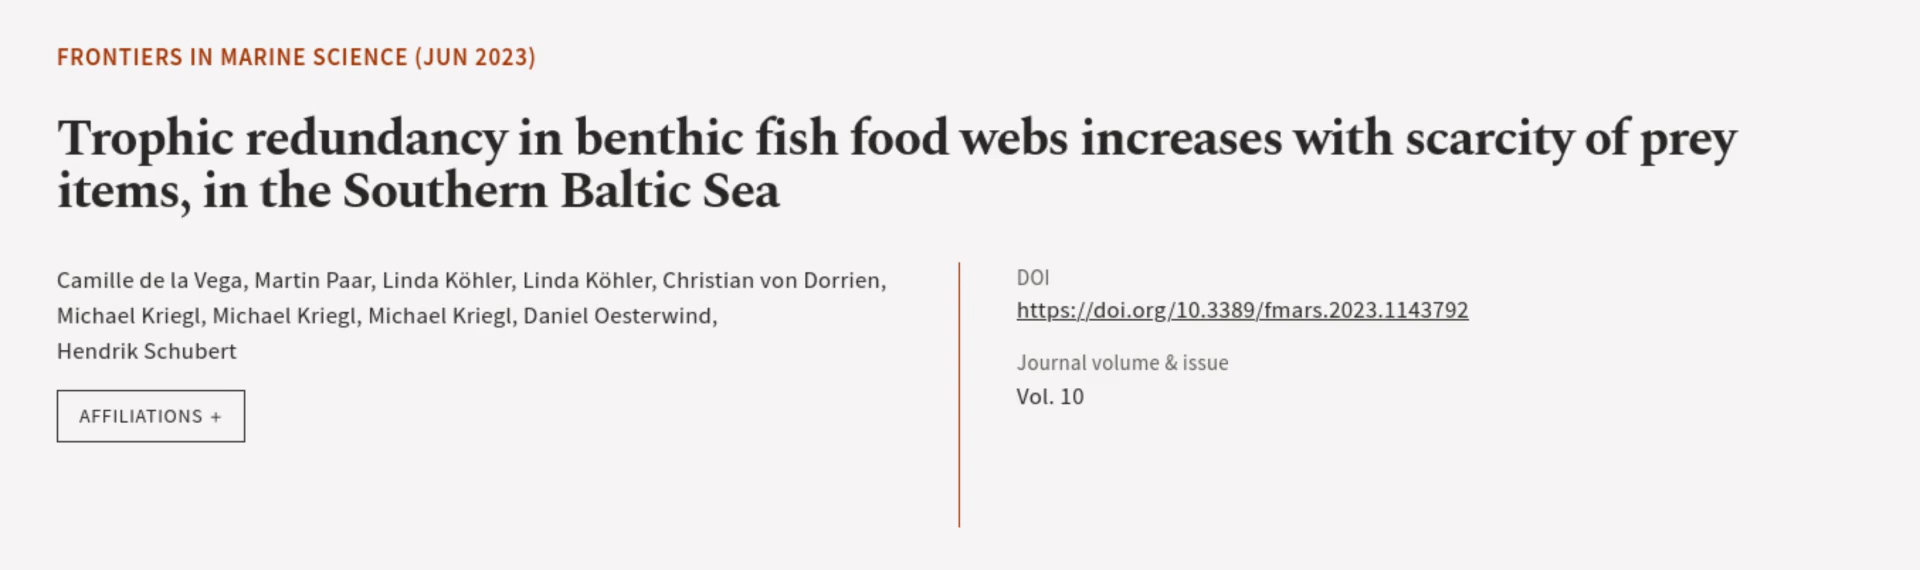 FRONTIERS IN MARINE SCIENCE (JUN 2023)
Trophic redundancy in benthic fish food webs increases with scarcity of prey
items, in the Southern Baltic Sea
Camille de la Vega, Martin Paar, Linda Köhler, Linda Köhler, Christian von Dorrien,
Michael Kriegl, Michael Kriegl, Michael Kriegl, Daniel Oesterwind,
Hendrik Schubert
AFFILIATIONS +
DOI
https://doi.org/10.3389/fmars.2023.1143792
Journal volume & issue
Vol. 10